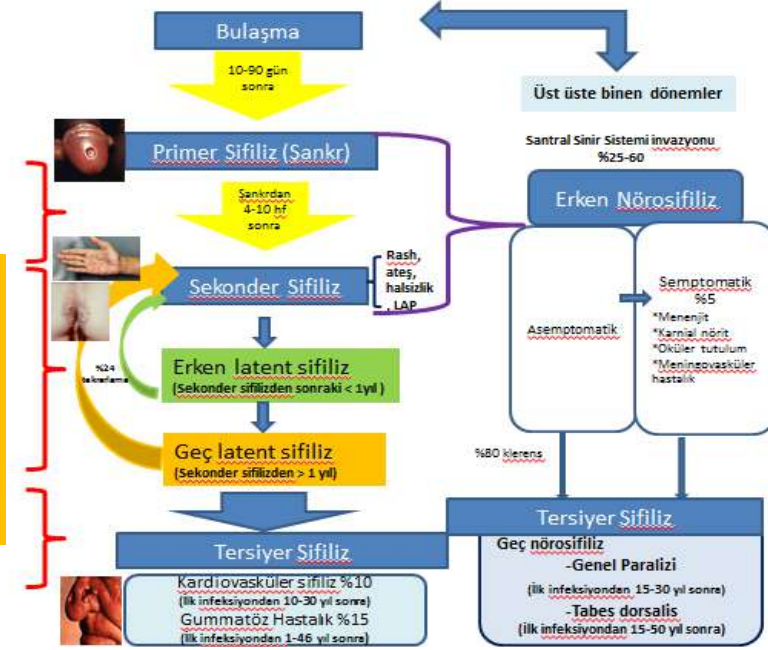 Bulaşma
10-90 gün
sonra
Primer Sifiliz (Şankr)
Şankrdan
4-10 hf
sonra
Sekonder Sifiliz
Rash,
ateş,
halsizlik
, LAP
%24
tekrarlama
Erken latent sifiliz
(Sekonder sifilizden sonraki < 1yıl )
Geç latent sifiliz
(Sekonder sifilizden > 1 yıl)
Tersiyer Sifiliz
Kardiovasküler sifiliz %10
(İlk infeksiyondan 10-30 yıl sonra)
Gummatöz Hastalık %15
(İlk infeksiyondan 1-46 yıl sonra)
Üst üste binen dönemler
Santral Sinir Sistemi invazyonu
%25-60
Erken Nörosifiliz
Asemptomatik
Semptomatik
%5
*Menenjit
*Karnial nörit
*Oküler tutulum
*Meningovasküler
hastalık
%80 klerens
Tersiyer Sifiliz
Geç nörosifiliz
-Genel Paralizi
(İlk infeksiyondan 15-30 yıl sonra)
-Tabes dorsalis
(İlk infeksiyondan 15-50 yıl sonra)